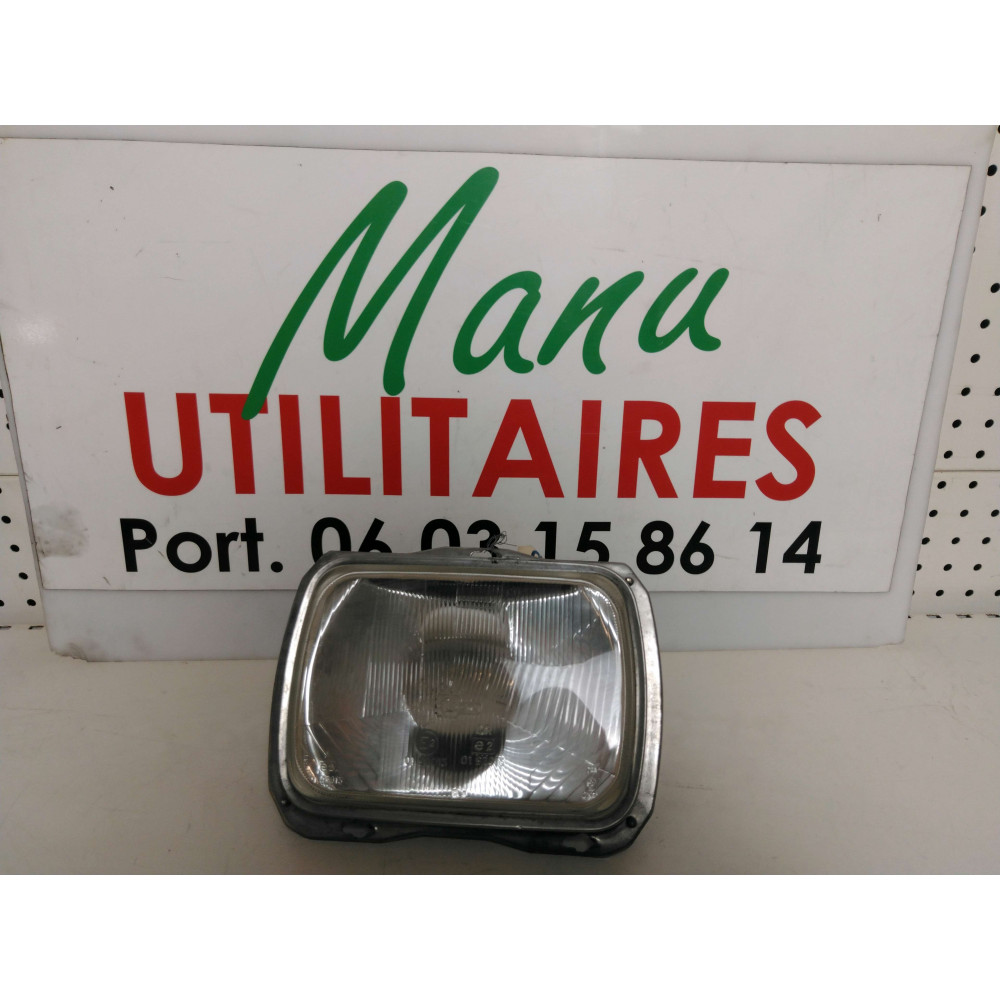 Manu
UTILITAIRES
Port. 06 03 15 86 14